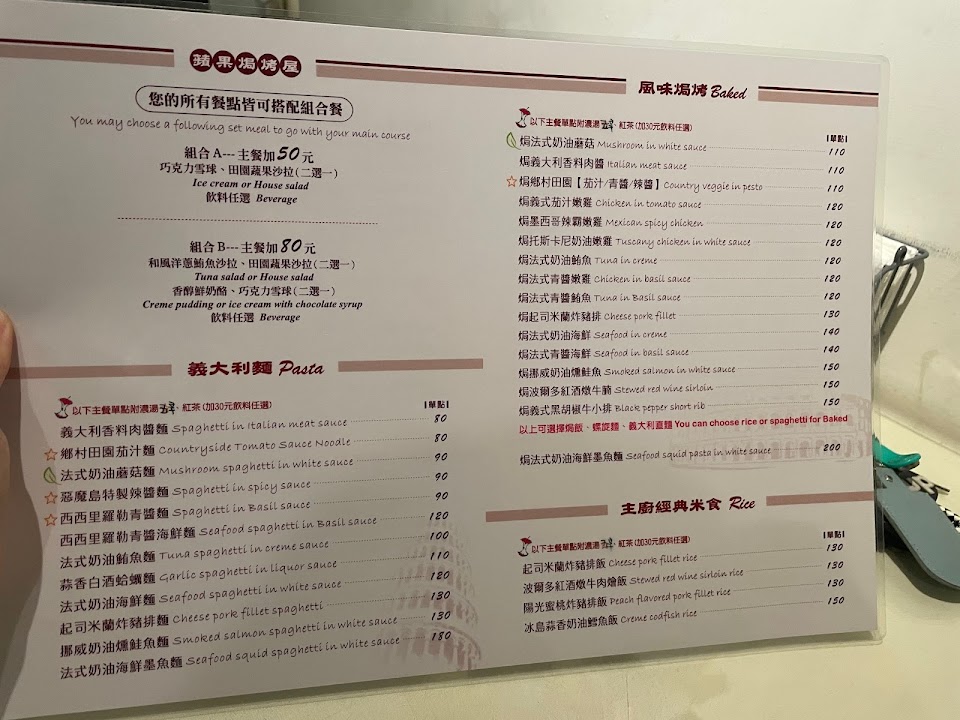 蘋果焗烤屋
您的所有餐點皆可搭配組合餐
You may choose a following set meal to go with your main course
組合A---主餐加50元
巧克力雪球、田園蔬果沙拉(二選一)
Ice cream or House salad
飲料任選 Beverage
組合B---主餐加80元
和風洋蔥鮪魚沙拉、田園蔬果沙拉(二選一)
Tuna salad or House salad
香醇鮮奶酪、巧克力雪球(二選一)
Creme pudding or ice cream with chocolate syrup
飲料任選 Beverage
義大利麵 Pasta
以下主餐單點附濃湯、紅茶(加30元飲料任選) 單點
義大利香料肉醬麵 Spaghetti in Italian meat sauce 80
鄉村田園茄汁麵 Countryside Tomato Sauce Noodle 80
法式奶油蘑菇麵 Mushroom spaghetti in white sauce 90
惡魔島特製辣醬麵 Spaghetti in spicy sauce 90
西西里羅勒青醬麵 Spaghetti in Basil sauce 90
西西里羅勒青醬海鮮麵 Seafood spaghetti in Basil sauce 120
法式奶油鮪魚麵 Tuna spaghetti in creme sauce 100
蒜香白酒蛤蠣麵 Garlic spaghetti in liquor sauce 110
法式奶油海鮮麵 Seafood spaghetti in white sauce 120
起司米蘭炸豬排麵 Cheese pork fillet spaghetti 130
挪威奶油燻鮭魚麵 Smoked salmon spaghetti in white sauce 130
法式奶油海鮮墨魚麵 Seafood squid spaghetti in white sauce 180
風味焗烤 Baked
以下主餐單點附濃湯、紅茶(加30元飲料任選) 單點
焗法式奶油蘑菇 Mushroom in white sauce 110
焗義大利香料肉醬 Italian meat sauce 110
焗鄉村田園【茄汁/青醬/辣醬】Country veggie in pesto 110
焗義式茄汁嫩雞 Chicken in tomato sauce 120
焗墨西哥辣霸嫩雞 Mexican spicy chicken 120
焗托斯卡尼奶油嫩雞 Tuscany chicken in white sauce 120
焗法式奶油鮪魚 Tuna in creme 120
焗法式青醬嫩雞 Chicken in basil sauce 120
焗法式青醬鮪魚 Tuna in Basil sauce 120
焗起司米蘭炸豬排 Cheese pork fillet 130
焗法式奶油海鮮 Seafood in creme 140
焗法式青醬海鮮 Seafood in basil sauce 140
焗挪威奶油燻鮭魚 Smoked salmon in white sauce 150
焗波爾多紅酒燉牛腩 Stewed red wine sirloin 150
焗義式黑胡椒牛小排 Black pepper short rib 150
以上可選擇焗飯、螺旋麵、義大利直麵 You can choose rice or spaghetti for Baked
焗法式奶油海鮮墨魚麵 Seafood squid pasta in white sauce 200
主廚經典米食 Rice
以下主餐單點附濃湯、紅茶(加30元飲料任選) 單點
起司米蘭炸豬排飯 Cheese pork fillet rice 130
波爾多紅酒燉牛肉燴飯 Stewed red wine sirloin rice 130
陽光蜜桃炸豬排飯 Peach flavored pork fillet rice 130
冰島蒜香奶油鱈魚飯 Creme codfish rice 150